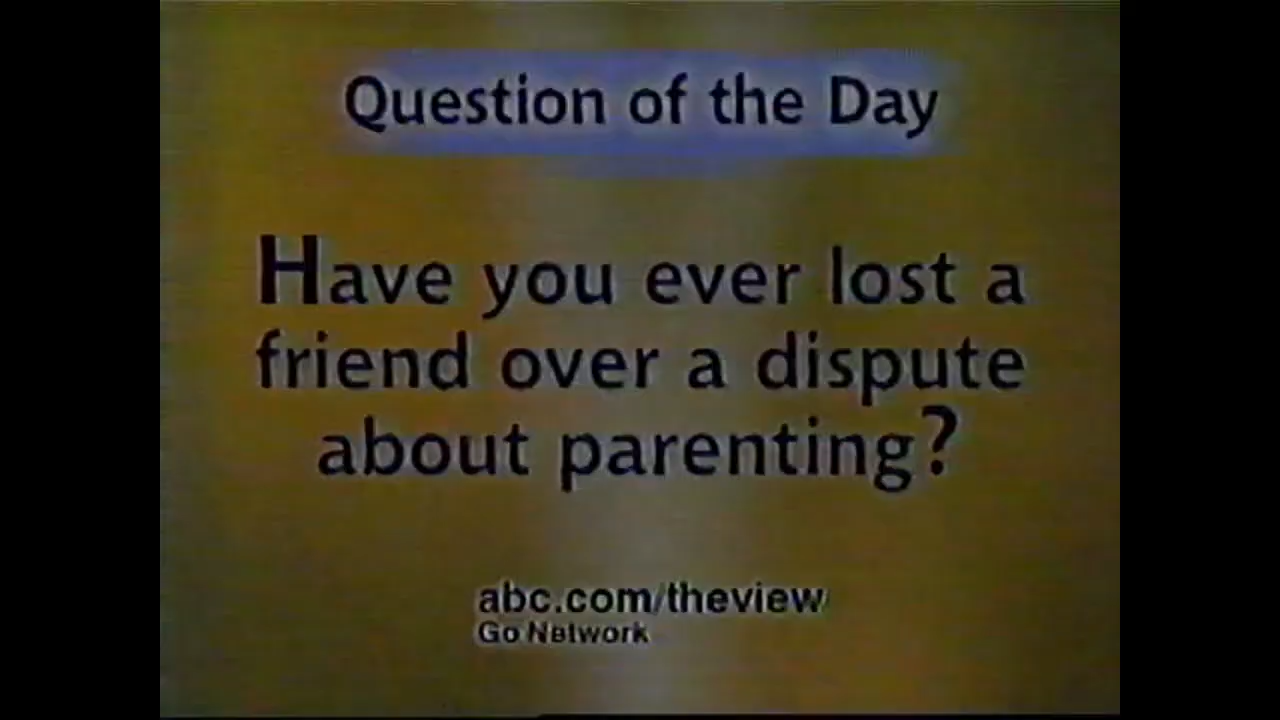 Question of the Day
Have you ever lost a
friend over a dispute
about parenting?
abc.com/theview
Go Network